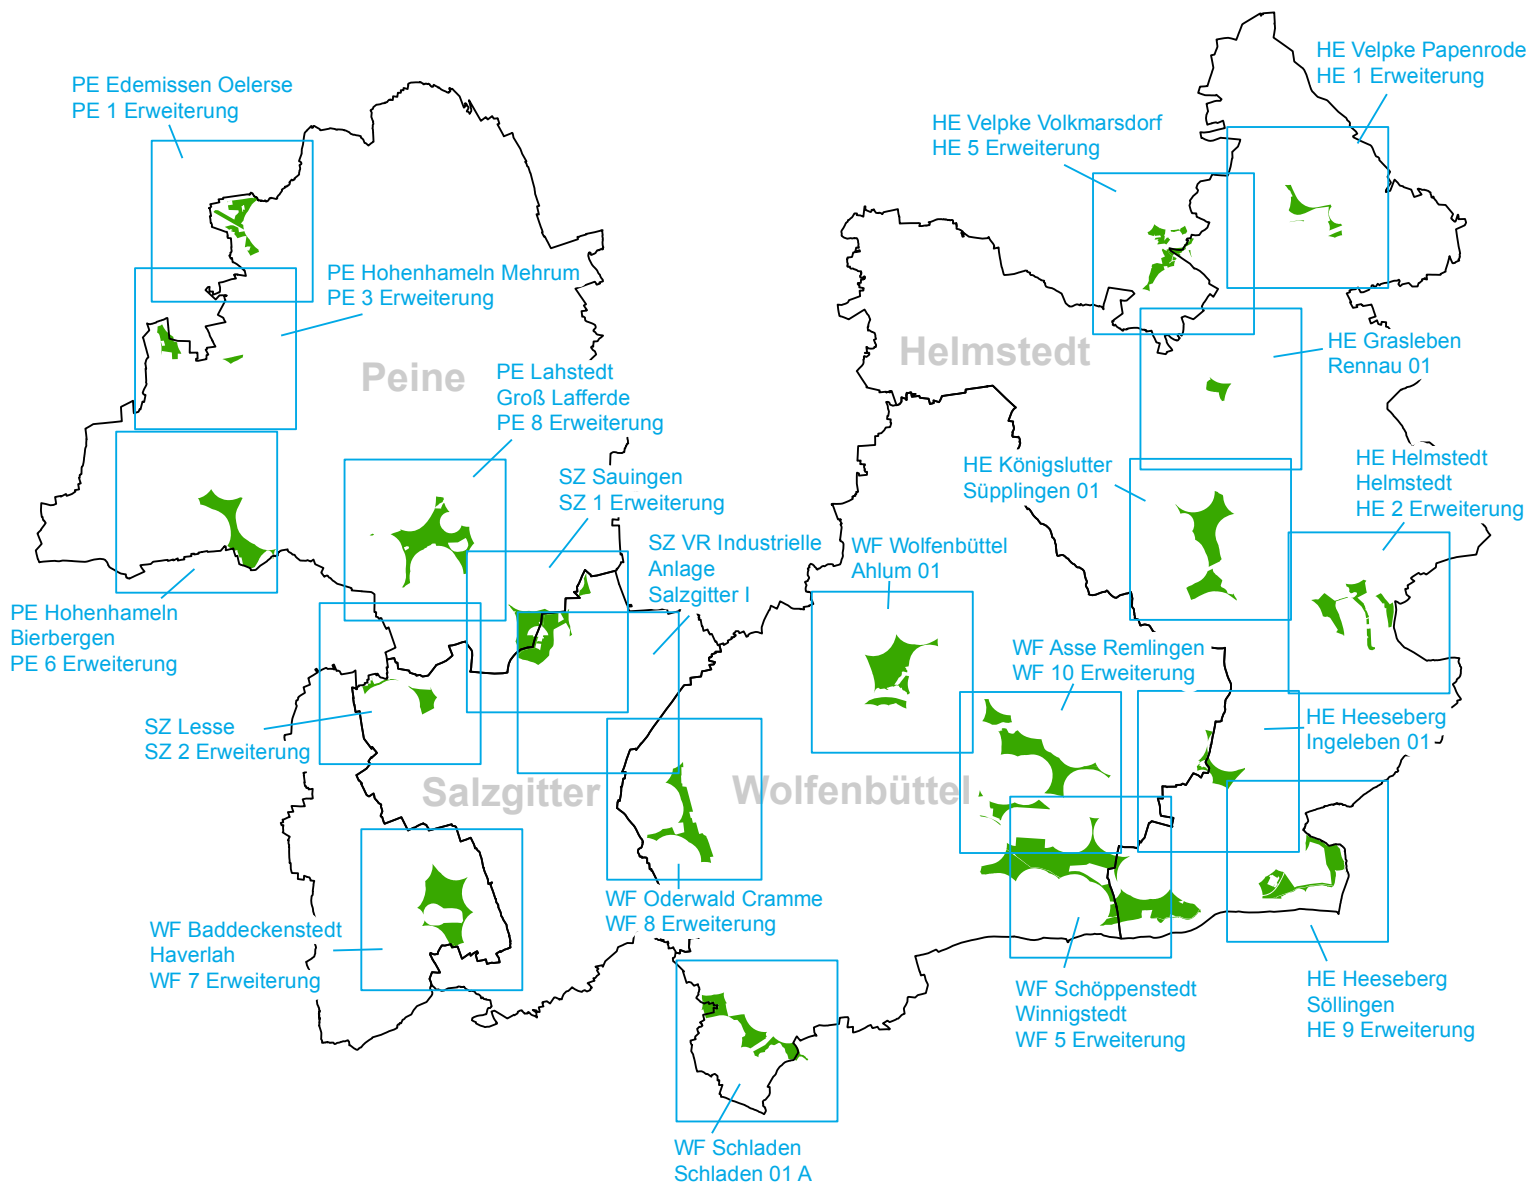 HE Velpke Papenrode
HE 1 Erweiterung
PE Edemissen Oelerse
PE 1 Erweiterung
HE Velpke Volkmarsdorf
HE 5 Erweiterung
PE Hohenhameln Mehrum
PE 3 Erweiterung
Peine
Helmstedt
HE Grasleben
Rennau 01
PE Lahstedt
Groß Lafferde
PE 8 Erweiterung
SZ Sauingen
SZ 1 Erweiterung
HE Königslutter
Süpplingen 01
HE Helmstedt
Helmstedt
HE 2 Erweiterung
SZ VR Industrielle
Anlage
Salzgitter I
WF Wolfenbüttel
Ahlum 01
PE Hohenhameln
Bierbergen
PE 6 Erweiterung
WF Asse Remlingen
WF 10 Erweiterung
SZ Lesse
SZ 2 Erweiterung
HE Heeseberg
Ingeleben 01
Salzgitter
Wolfenbüttel
WF Oderwald Cramme
WF 8 Erweiterung
WF Baddeckenstedt
Haverlah
WF 7 Erweiterung
WF Schöppenstedt
Winnigstedt
WF 5 Erweiterung
HE Heeseberg
Söllingen
HE 9 Erweiterung
WF Schladen
Schladen 01 A